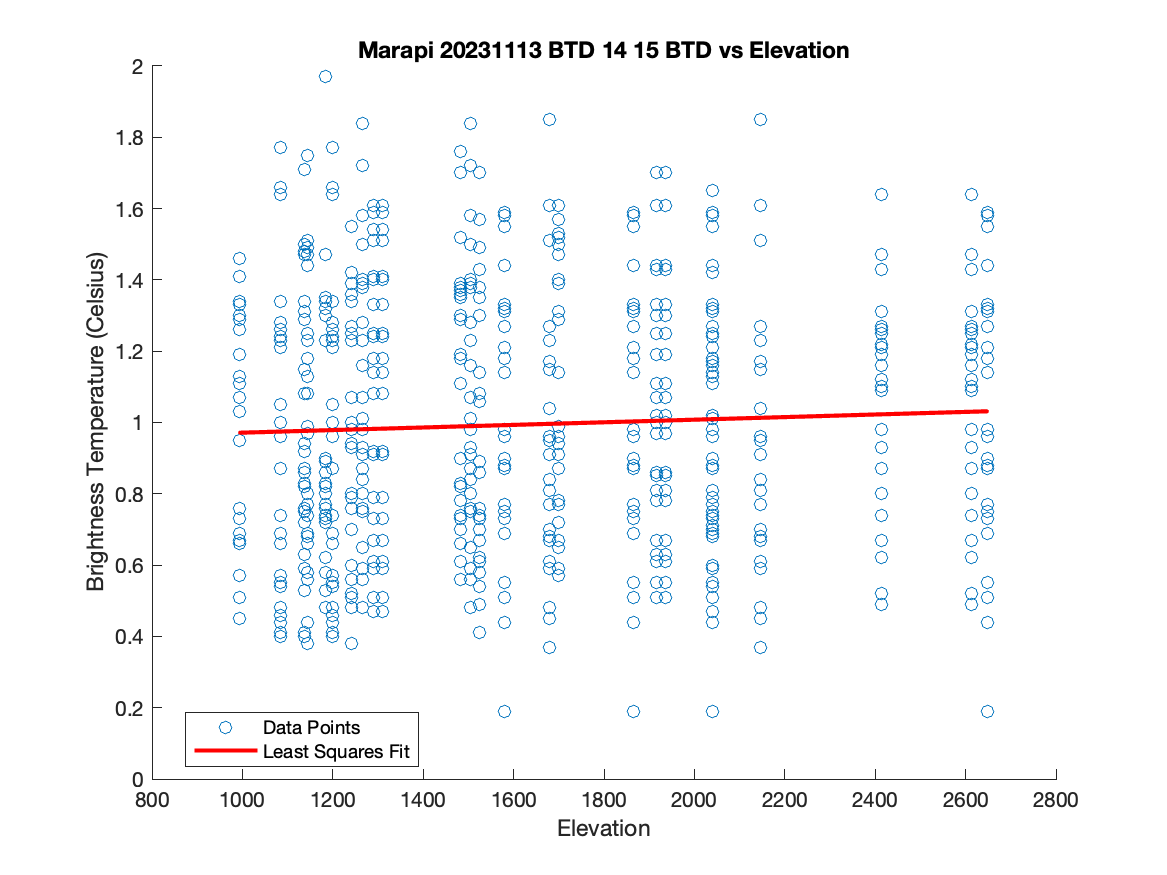 Marapi 20231113 BTD 14 15 BTD vs Elevation
2
1.8
1.6
1.4
1.2
1
0.8
0.6
0.4
0.2
0
Brightness Temperature (Celsius)
Data Points
Least Squares Fit
800 1000 1200 1400 1600 1800 2000 2200 2400 2600 2800
Elevation